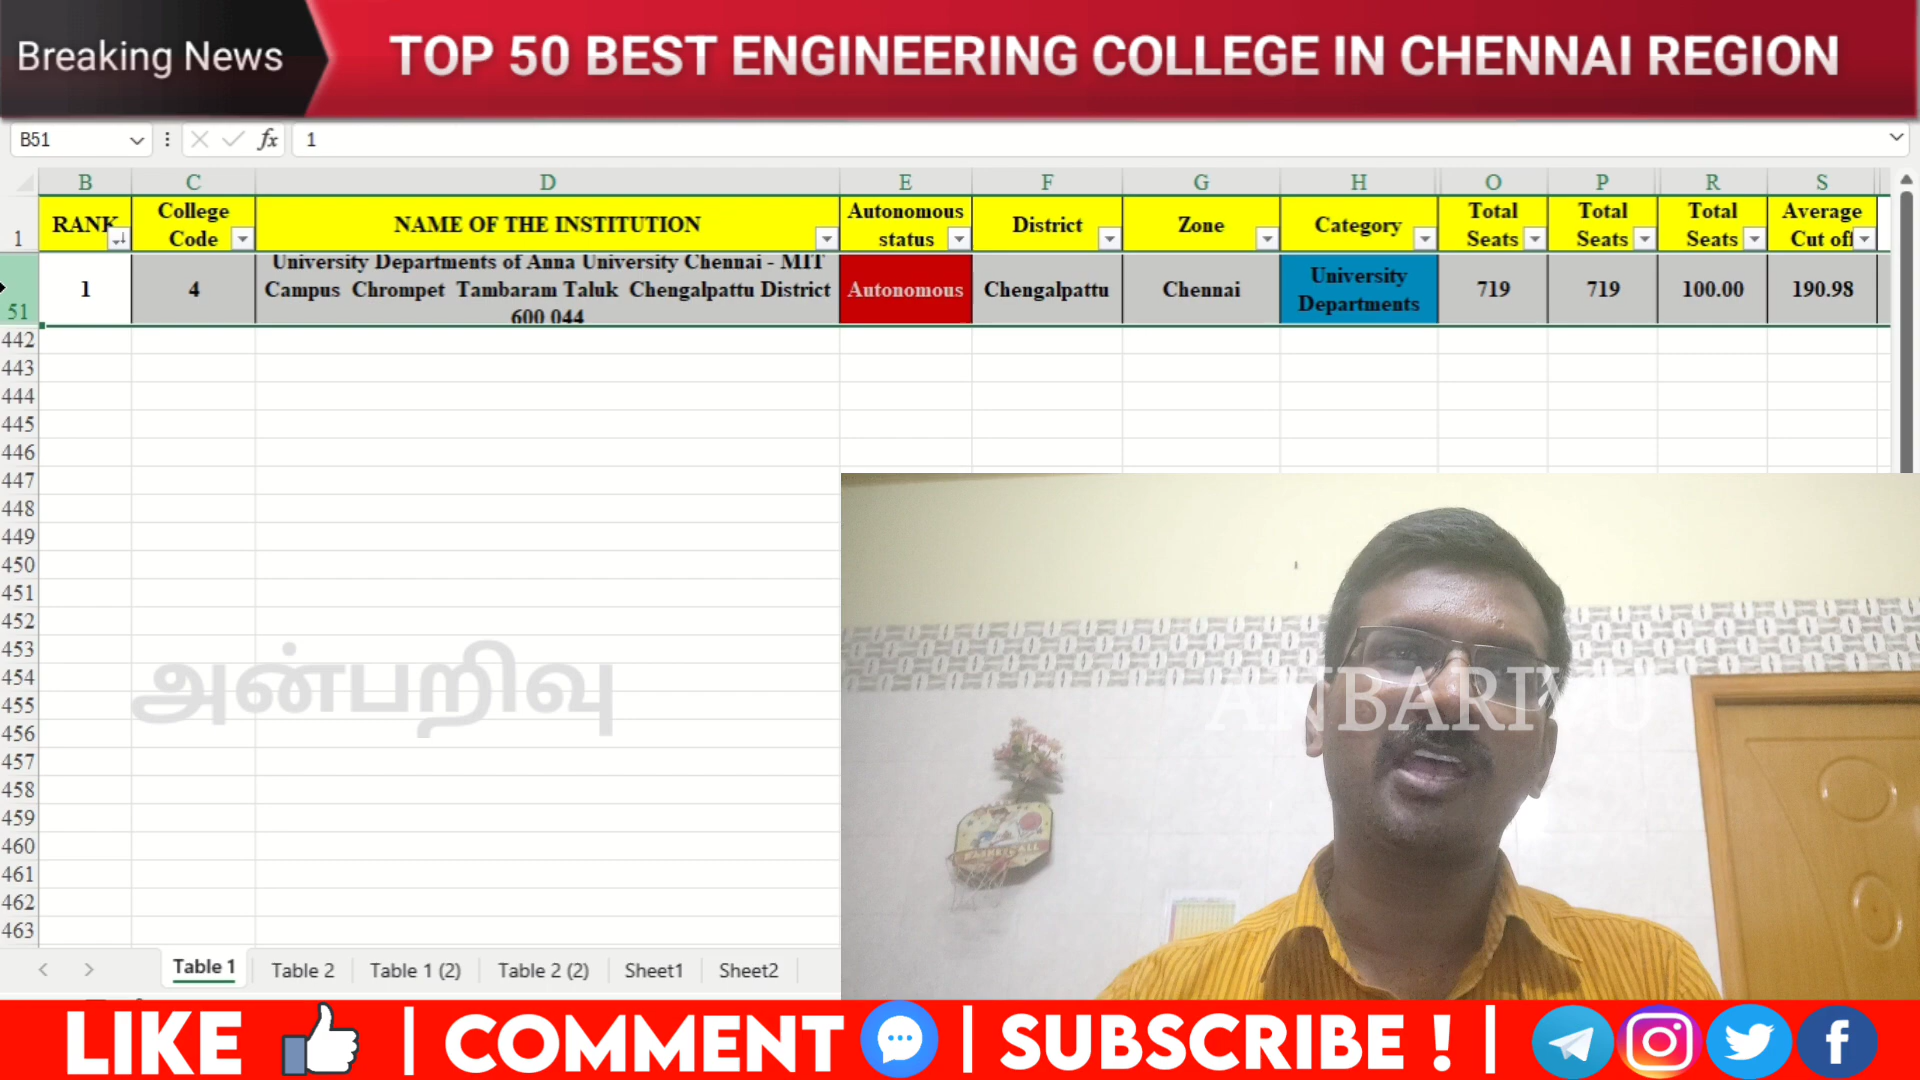 Breaking News
TOP 50 BEST ENGINEERING COLLEGE IN CHENNAI REGION
B51
fx
1
B C D E F G H O P R S
1
RANK
College Code
NAME OF THE INSTITUTION
Autonomous status
District
Zone
Category
Total Seats
Total Seats
Total Seats
Average Cut off
51
1
4
University Departments of Anna University Chennai - MIT
Campus Chrompet Tambaram Taluk Chengalpattu District
600 044
Autonomous
Chengalpattu
Chennai
University Departments
719
719
100.00
190.98
442
443
444
445
446
447
448
449
450
451
452
453
454
455
456
457
458
459
460
461
462
463
அன்பறிவு
ANBARIVU
BASKETBALL
Table 1
Table 2
Table 1 (2)
Table 2 (2)
Sheet1
Sheet2
LIKE | COMMENT | SUBSCRIBE ! |